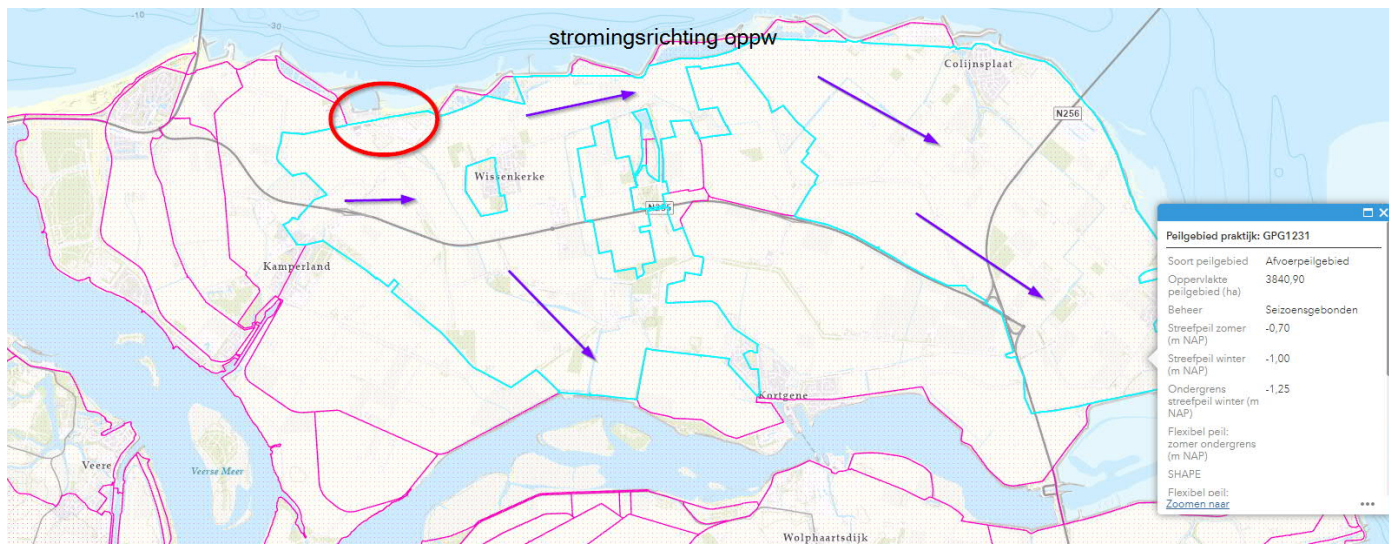 -10
-30
stromingsrichting oppw
Colijnsplaat
N256
Wissenkerke
Kamperland
Kortgene
Veere
Veerse Meer
Wolphaartsdijk
Peilgebied praktijk: GPG1231
Soort peilgebied Afvoerpeilgebied
Oppervlakte 3840,90
peilgebied (ha)
Beheer Seizoensgebonden
Streefpeil zomer -0,70
(m NAP)
Streefpeil winter -1,00
(m NAP)
Ondergrens -1,25
streefpeil winter (m
NAP)
Flexibel peil:
zomer ondergrens
(m NAP)
SHAPE
Flexibel peil:
Zoomen naar